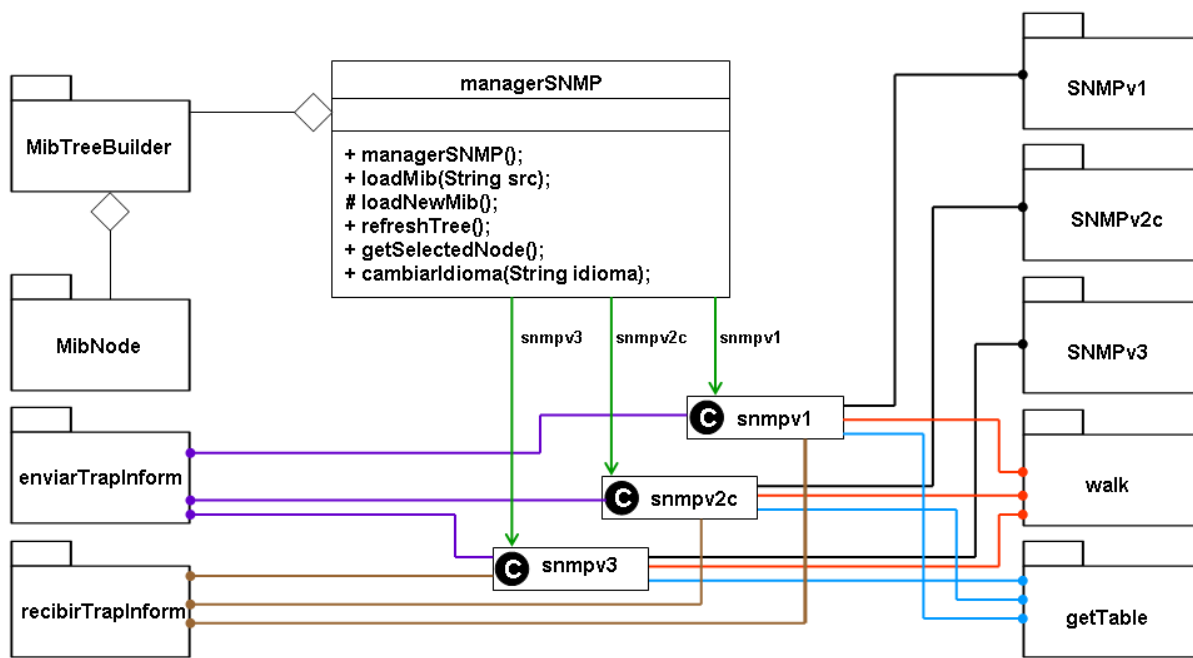 managerSNMP
+ managerSNMP();
+ loadMib(String src);
# loadNewMib();
+ refreshTree();
+ getSelectedNode();
+ cambiarIdioma(String idioma);
MibTreeBuilder
MibNode
enviarTrapInform
recibirTrapInform
snmpv3
snmpv2c
snmpv1
C snmpv1
C snmpv2c
C snmpv3
SNMPv1
SNMPv2c
SNMPv3
walk
getTable